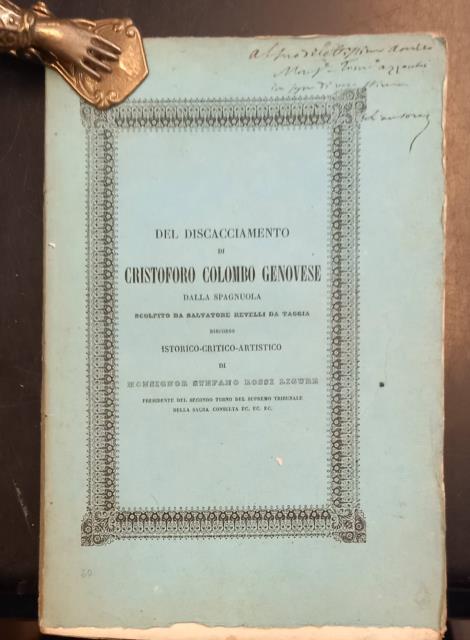 DEL DISCACCIAMENTO
DI
CRISTOFORO COLOMBO GENOVESE
DALLA SPAGNUOLA
SCOLPITO DA SALVATORE REVELLI DA TAGGIA
DISCORSO
ISTORICO-CRITICO-ARTISTICO
DI
MONSIGNOR STEFANO ROSSI LIGURE
PRESIDENTE DEL SECONDO TURNO DEL SUPREMO TRIBUNALE
DELLA SAGRA CONSULTA EC. EC. EC.